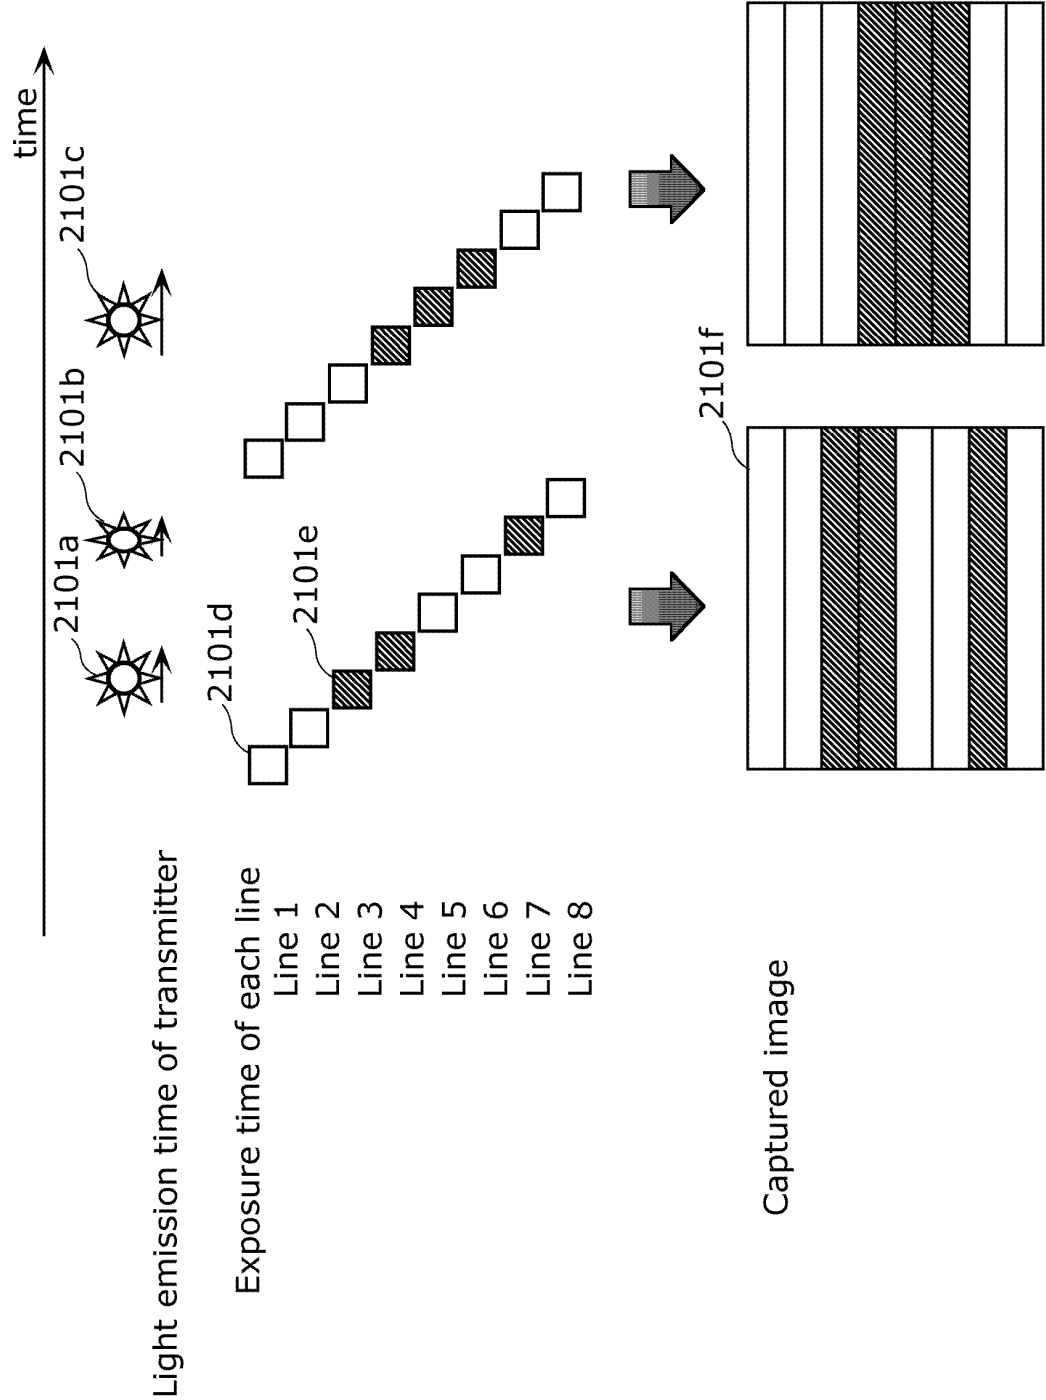 time
2101a
2101b
2101c
Light emission time of transmitter
2101d
2101e
Exposure time of each line
Line 1
Line 2
Line 3
Line 4
Line 5
Line 6
Line 7
Line 8
2101f
Captured image